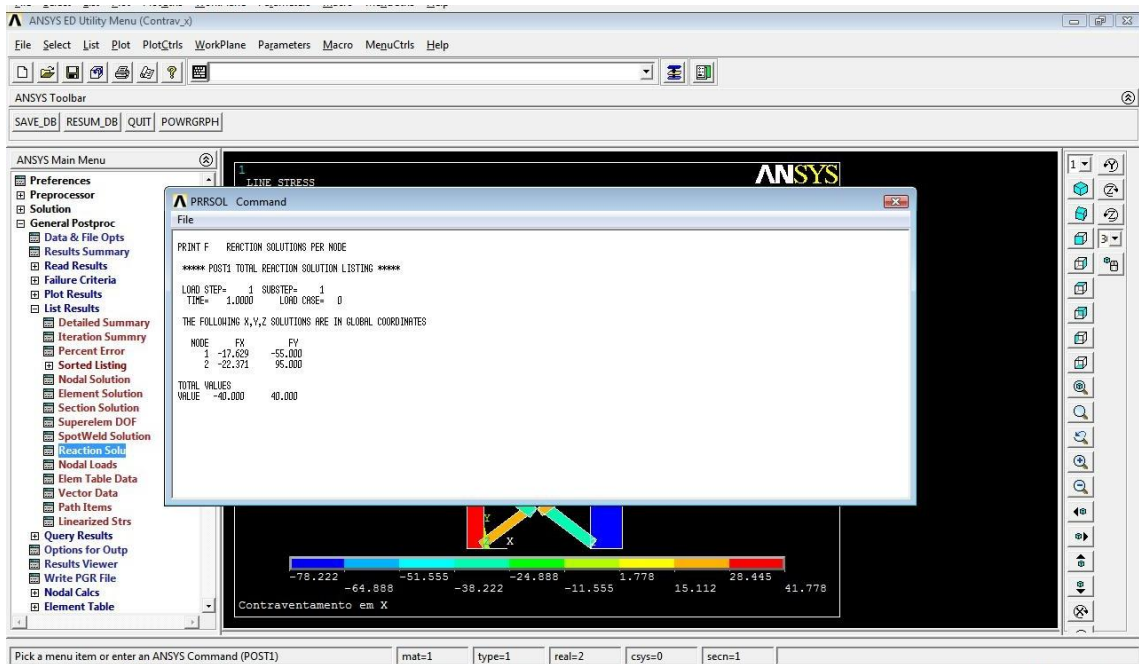 ANSYS ED Utility Menu (Contrav_x)
File Select List Plot PlotCtrls WorkPlane Parameters Macro MenuCtrls Help
ANSYS Toolbar
SAVE_DB RESUM_DB QUIT POWRGRPH
ANSYS Main Menu
Preferences
Preprocessor
Solution
General Postproc
Data & File Opts
Results Summary
Read Results
Failure Criteria
Plot Results
List Results
Detailed Summary
Iteration Summry
Percent Error
Sorted Listing
Nodal Solution
Element Solution
Section Solution
Superelem DOF
SpotWeld Solution
Reaction Solu
Nodal Loads
Elem Table Data
Vector Data
Path Items
Linearized Strs
Query Results
Options for Outp
Results Viewer
Write PGR File
Nodal Calcs
Element Table
1
LINE STRESS
ANSYS
PRRSOL Command
File
PRINT F REACTION SOLUTIONS PER NODE
***** POST1 TOTAL REACTION SOLUTION LISTING *****
LOAD STEP= 1 SUBSTEP= 1
TIME= 1.0000 LOAD CASE= 0
THE FOLLOWING X,Y,Z SOLUTIONS ARE IN GLOBAL COORDINATES
NODE FX FY
1 -17.629 -55.000
2 -22.371 95.000
TOTAL VALUES
VALUE -40.000 40.000
Y
X
-78.222 -51.555 -24.888 1.778 28.445
-64.888 -38.222 -11.555 15.112 41.778
Contraventamento em X
1
Pick a menu item or enter an ANSYS Command (POST1) mat=1 type=1 real=2 csys=0 secn=1